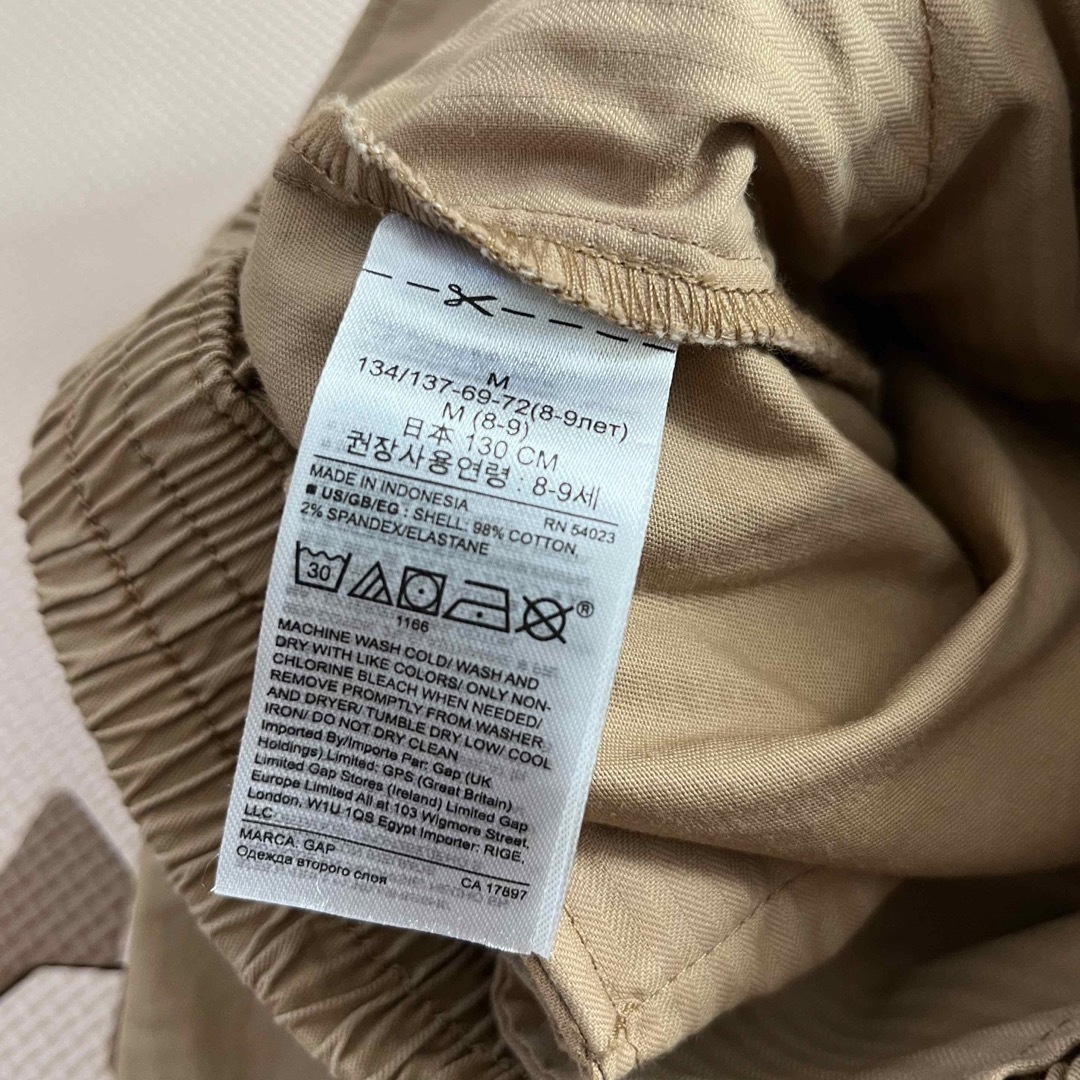 M
134/137-69-72(8-9лет)
M (8-9)
日本 130 CM
권장사용연령 : 8-9세
MADE IN INDONESIA
RN 54023
■ US/GB/EG : SHELL: 98% COTTON,
2% SPANDEX/ELASTANE
30
®
1166
MACHINE WASH COLD/ WASH AND
DRY WITH LIKE COLORS/ ONLY NON-
CHLORINE BLEACH WHEN NEEDED/
REMOVE PROMPTLY FROM WASHER
AND DRYER/ TUMBLE DRY LOW/ COOL
IRON/ DO NOT DRY CLEAN
Imported By/Importe Par: Gap (UK
Holdings) Limited: GPS (Great Britain)
Limited Gap Stores (Ireland) Limited Gap
Europe Limited All at 103 Wigmore Street,
London, W1U 1QS Egypt Importer: RIGE,
LLC
MARCA. GAP
Одежда второго слоя
CA 17897